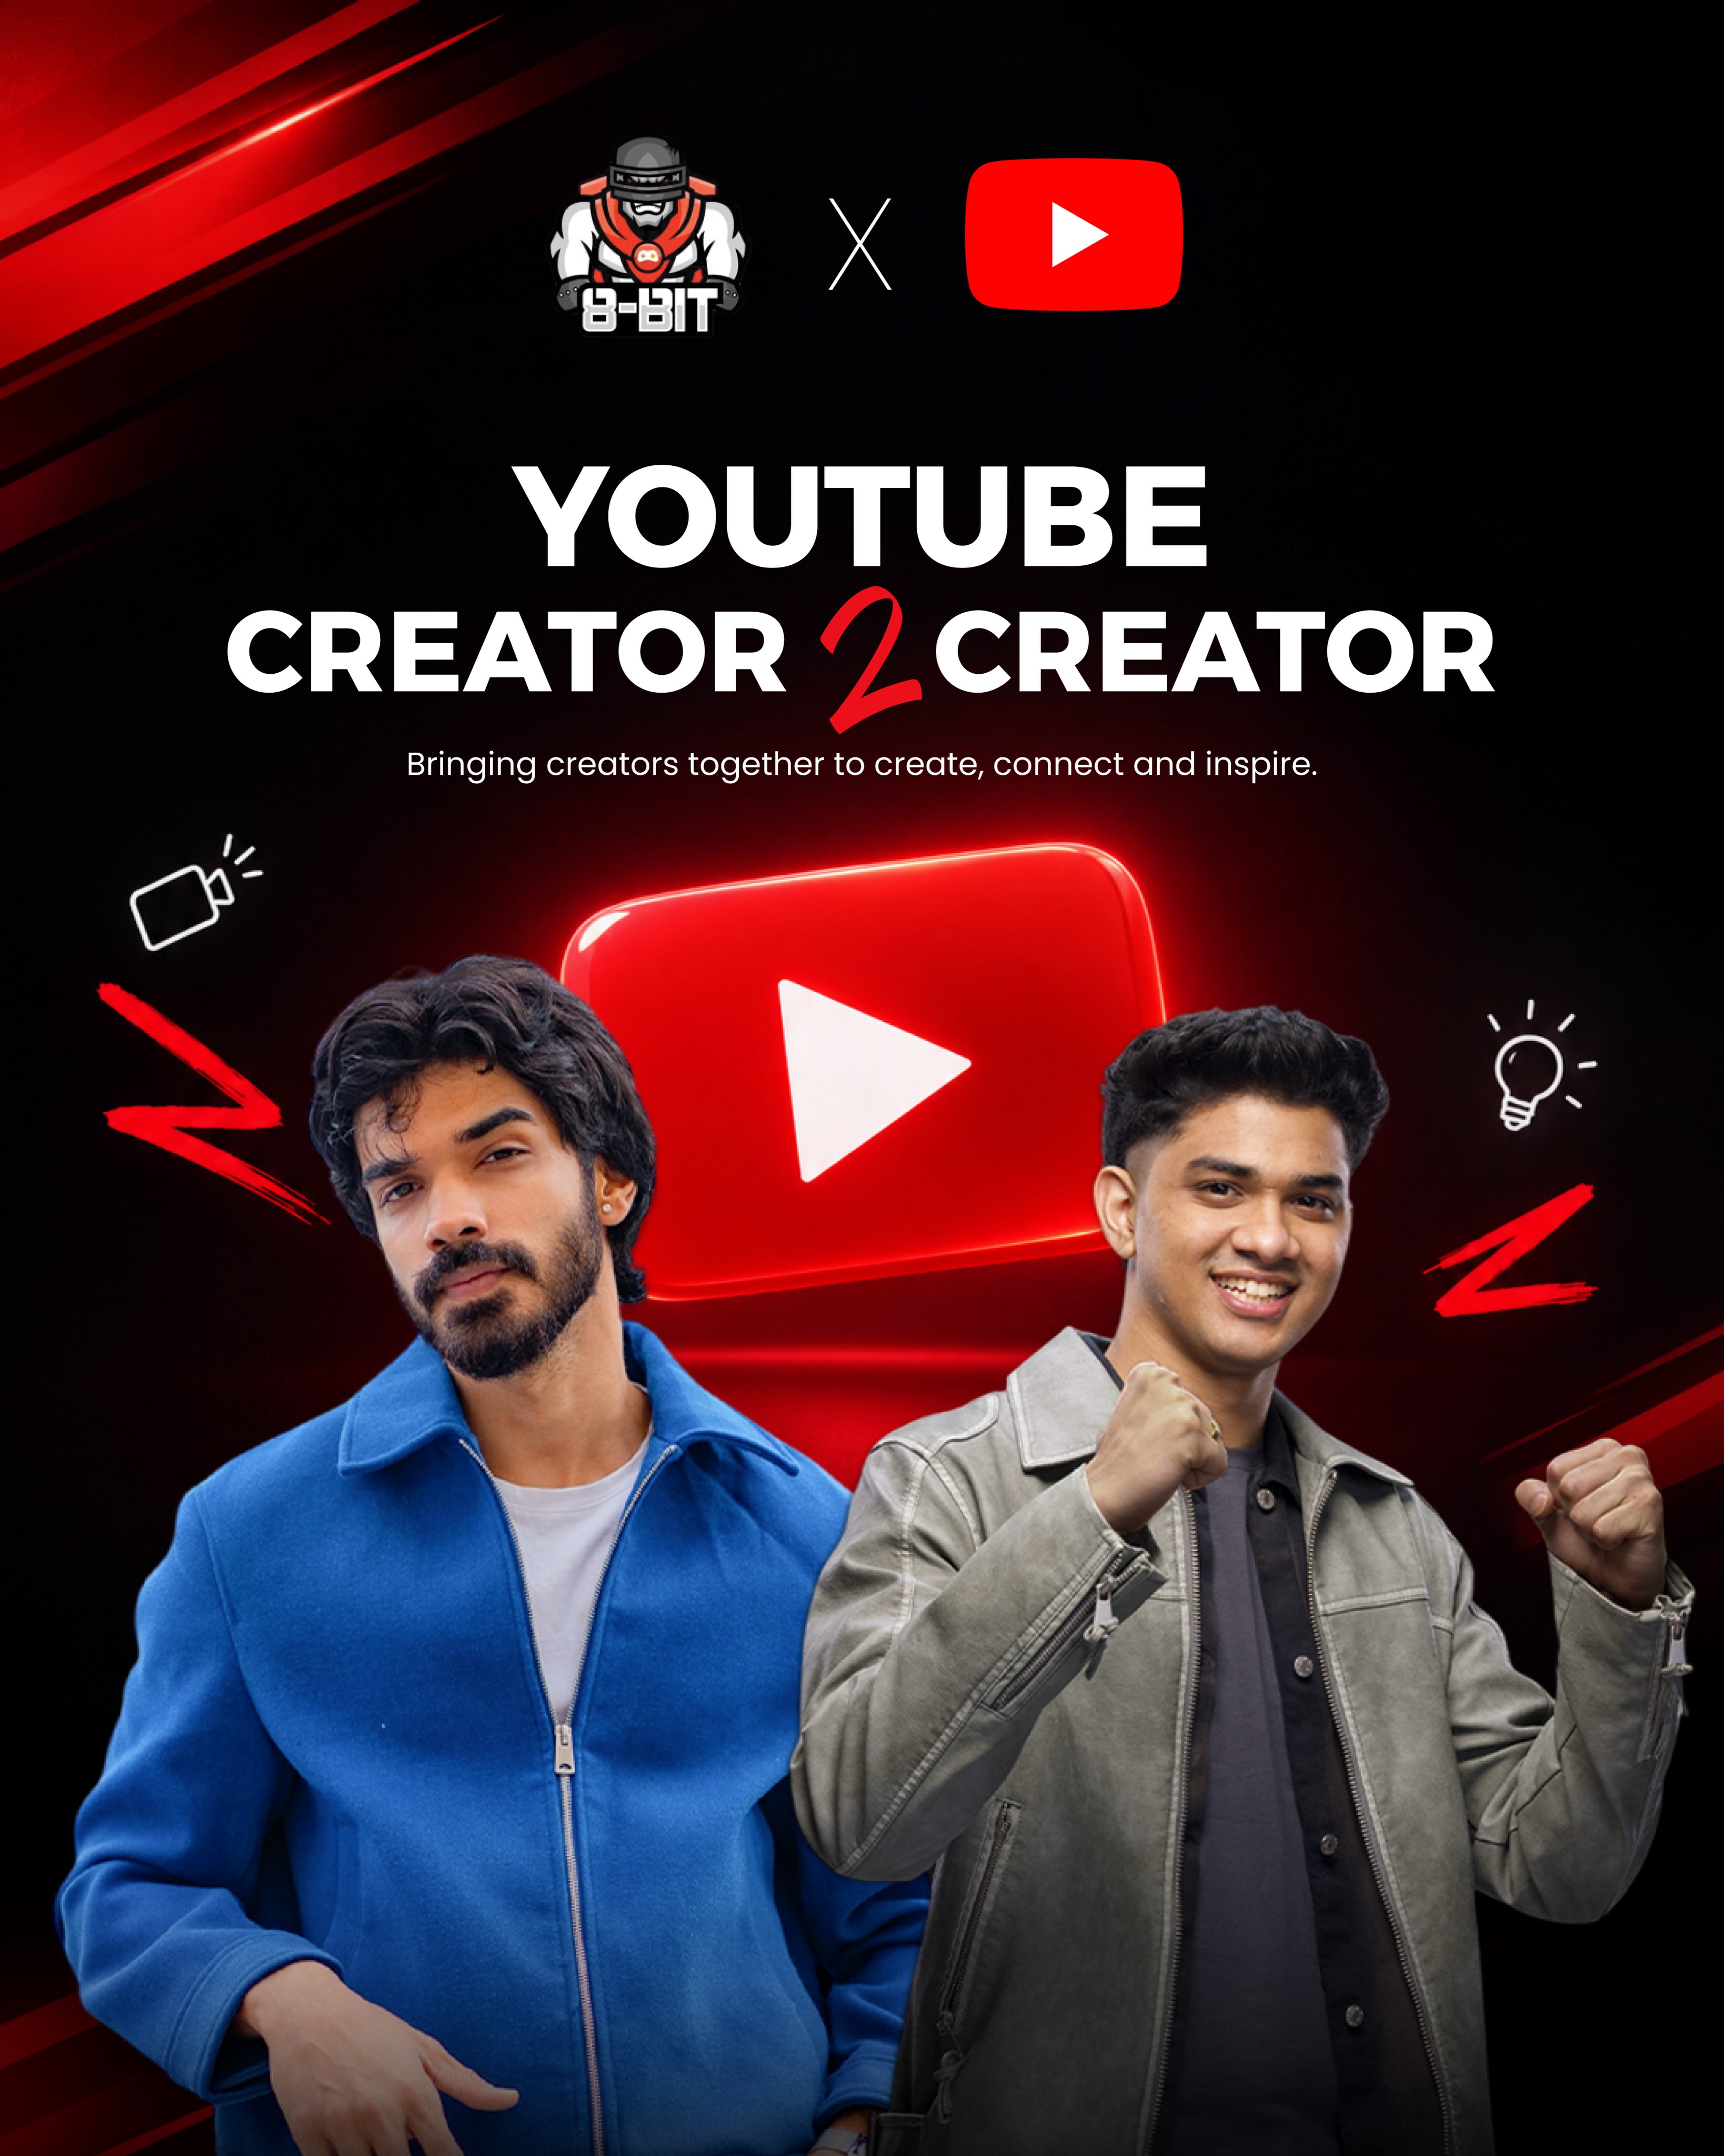 8-BIT
X
YOUTUBE
CREATOR 2 CREATOR
Bringing creators together to create, connect and inspire.